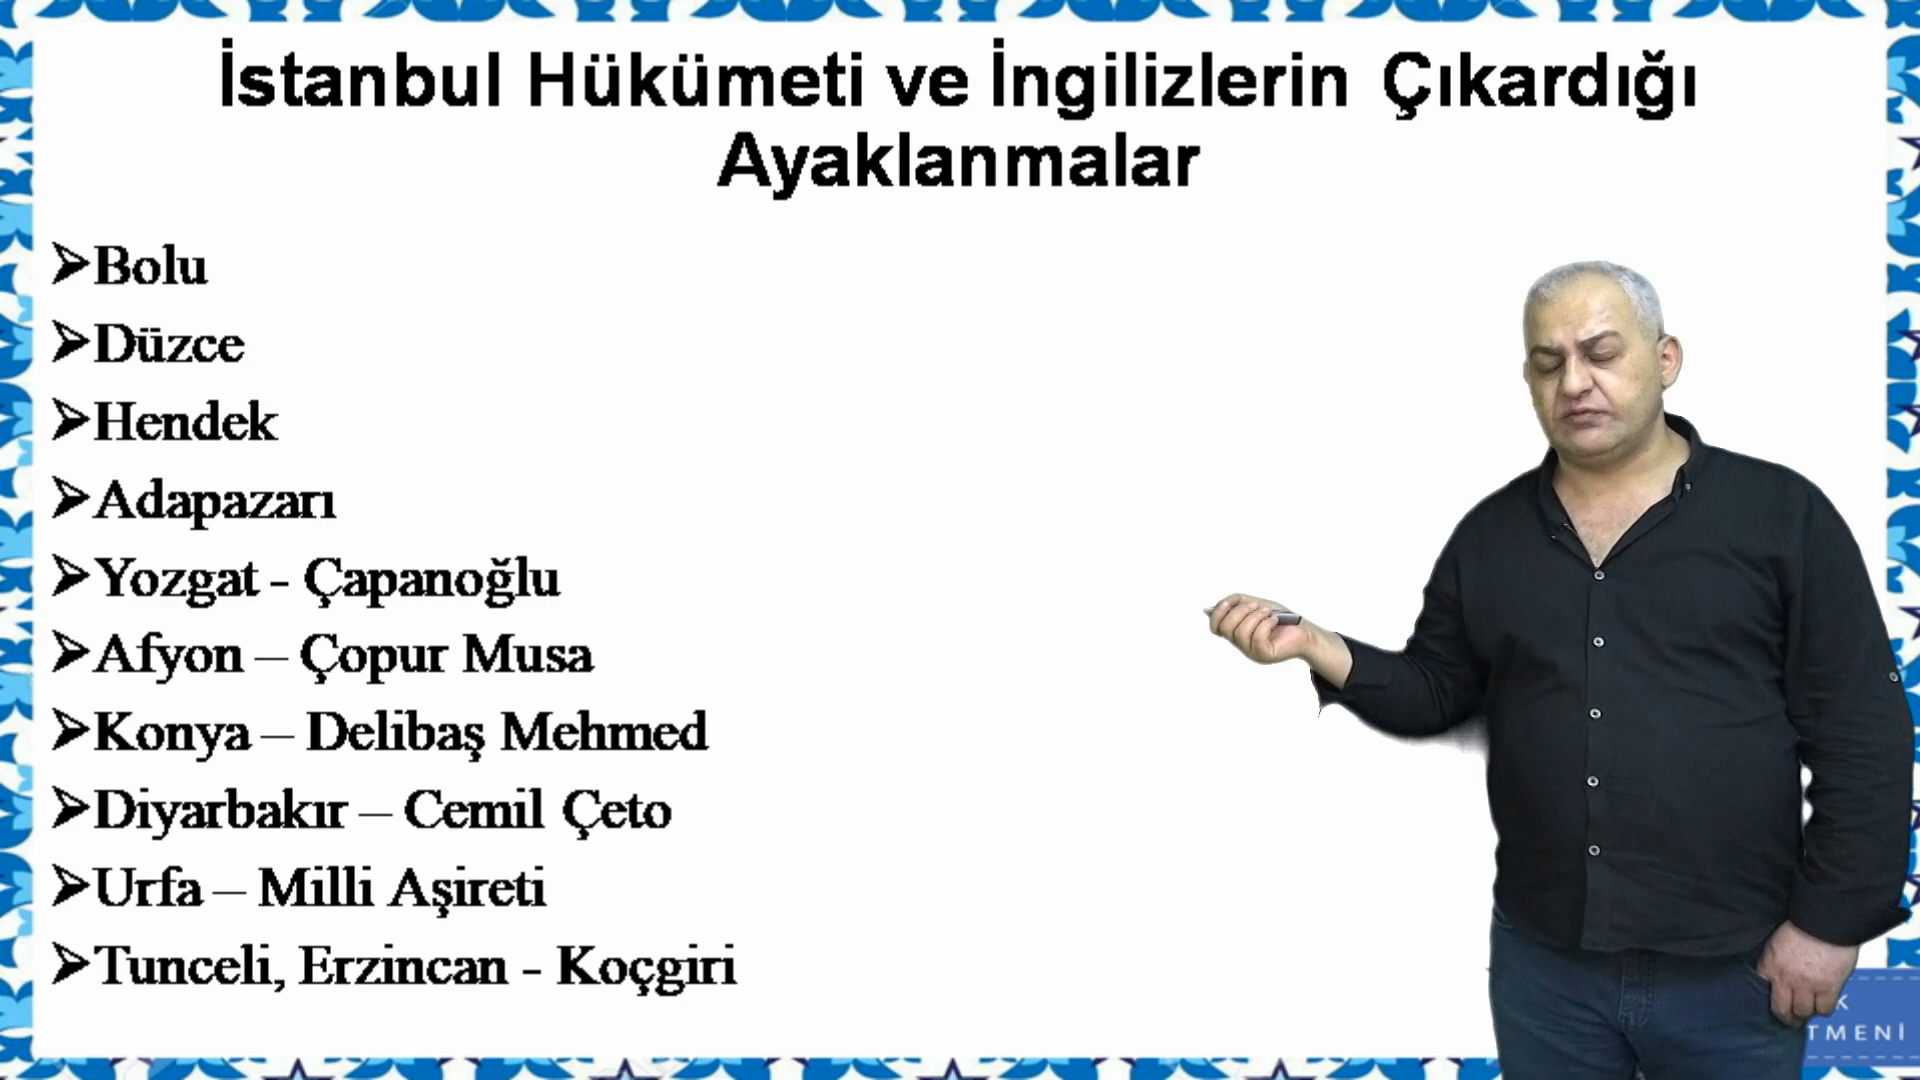 İstanbul Hükümeti ve İngilizlerin Çıkardığı
Ayaklanmalar
➢Bolu
➢Düzce
➢Hendek
➢Adapazarı
➢Yozgat - Çapanoğlu
➢Afyon – Çopur Musa
➢Konya – Delibaş Mehmed
➢Diyarbakır – Cemil Çeto
➢Urfa – Milli Aşireti
➢Tunceli, Erzincan - Koçgiri